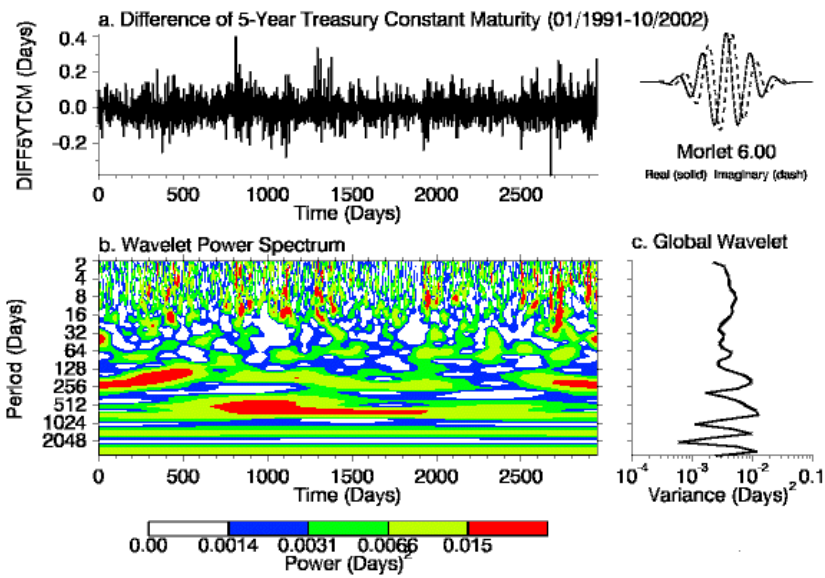 a. Difference of 5-Year Treasury Constant Maturity (01/1991-10/2002)
DIFF5YTCM (Days)
0.4
0.2
0.0
-0.2
0 500 1000 1500 2000 2500
Time (Days)
Morlet 6.00
Real (sold) Imaginary (dash)
b. Wavelet Power Spectrum
Period (Days)
2
4
8
16
32
64
128
256
512
1024
2048
0 500 1000 1500 2000 2500
Time (Days)
c. Global Wavelet
10-4 10-3 10-2 0.1
Variance (Days)2
0.00 0.0014 0.0031 0.0066 0.015
Power (Days)2